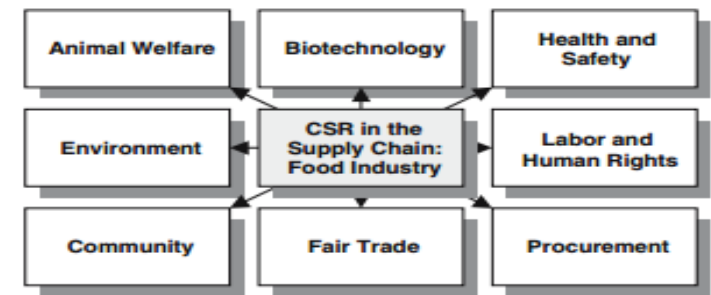 Animal Welfare
Biotechnology
Health and
Safety
Environment
CSR in the
Supply Chain:
Food Industry
Labor and
Human Rights
Community
Fair Trade
Procurement